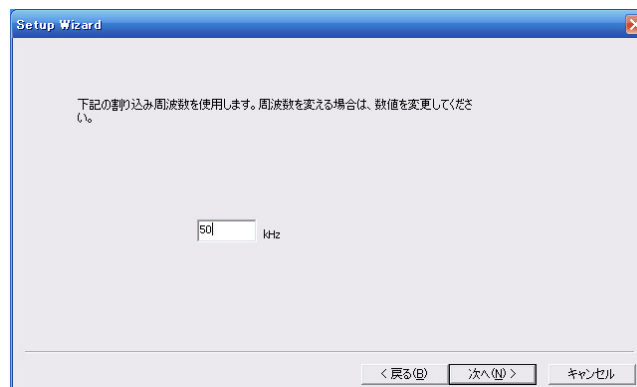 Setup Wizard
下記の割り込み周波数を使用します。周波数を変える場合は、数値を変更してくださ
い。
50 kHz
< 戻る(B) 次へ(N) > キャンセル